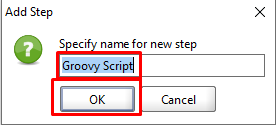 Add Step
Specify name for new step
Groovy Script
OK
Cancel